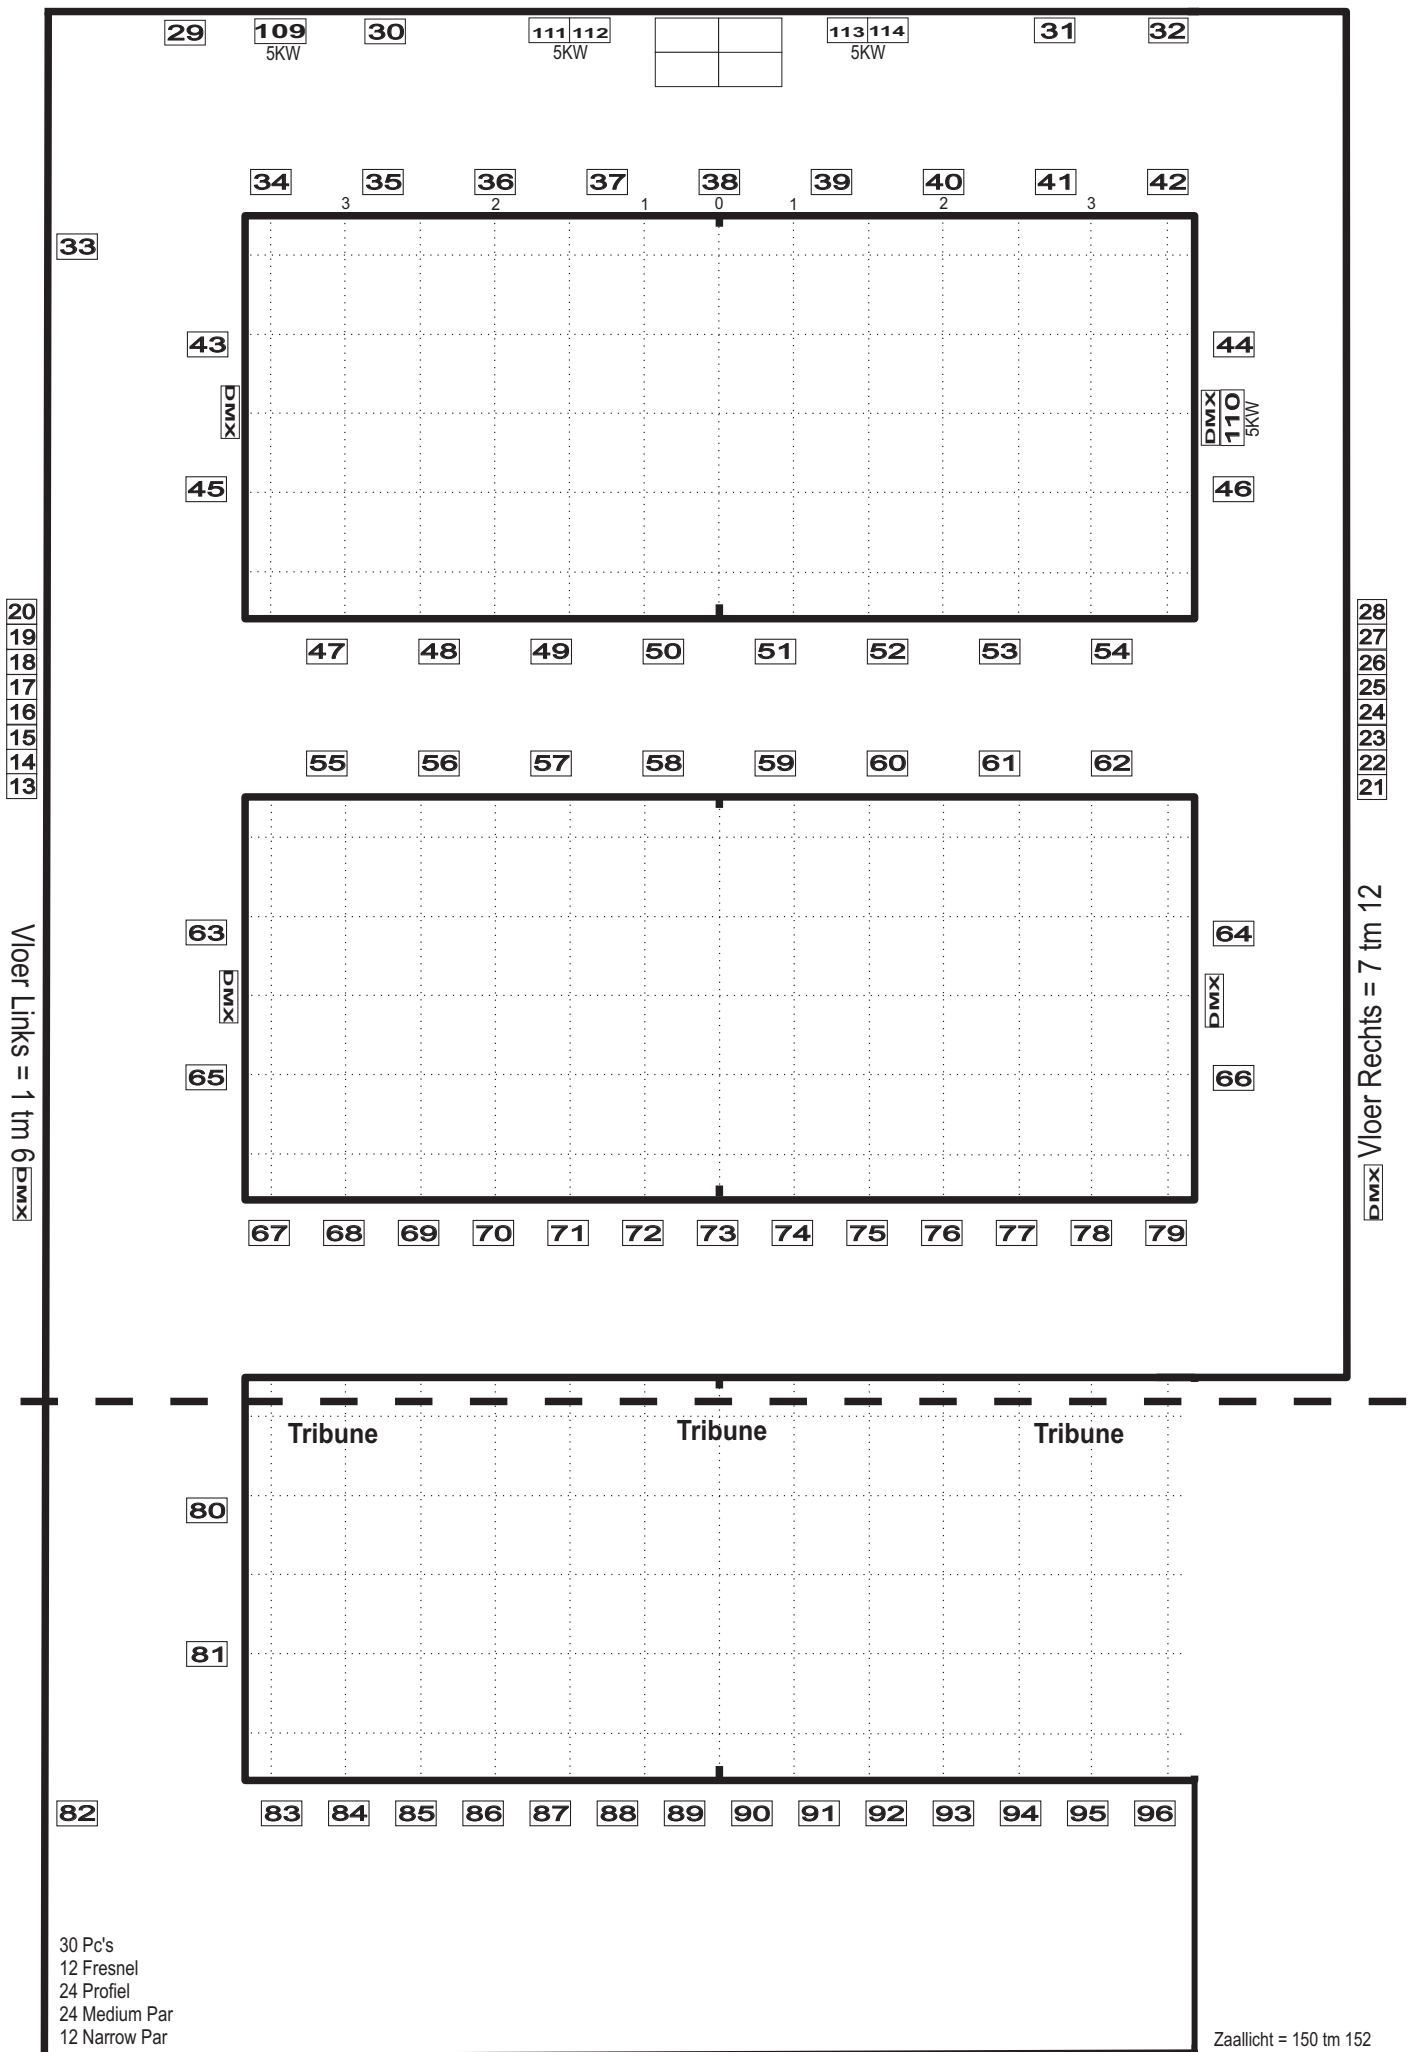 29 109 30 111 112 113 114 31 32
5KW 5KW 5KW
34 35 36 37 38 39 40 41 42
3 2 1 0 1 2 3
33
43 44
DMX DMX 110 5KW
45 46
20 28
19 27
18 26
17 25
16 24
15 23
14 22
13 21
47 48 49 50 51 52 53 54
55 56 57 58 59 60 61 62
63 64
DMX DMX
65 66
Vloer Links = 1 tm 6 DMX
DMX Vloer Rechts = 7 tm 12
67 68 69 70 71 72 73 74 75 76 77 78 79
Tribune Tribune Tribune
80
81
82 83 84 85 86 87 88 89 90 91 92 93 94 95 96
30 Pc's
12 Fresnel
24 Profiel
24 Medium Par
12 Narrow Par
Zaallicht = 150 tm 152